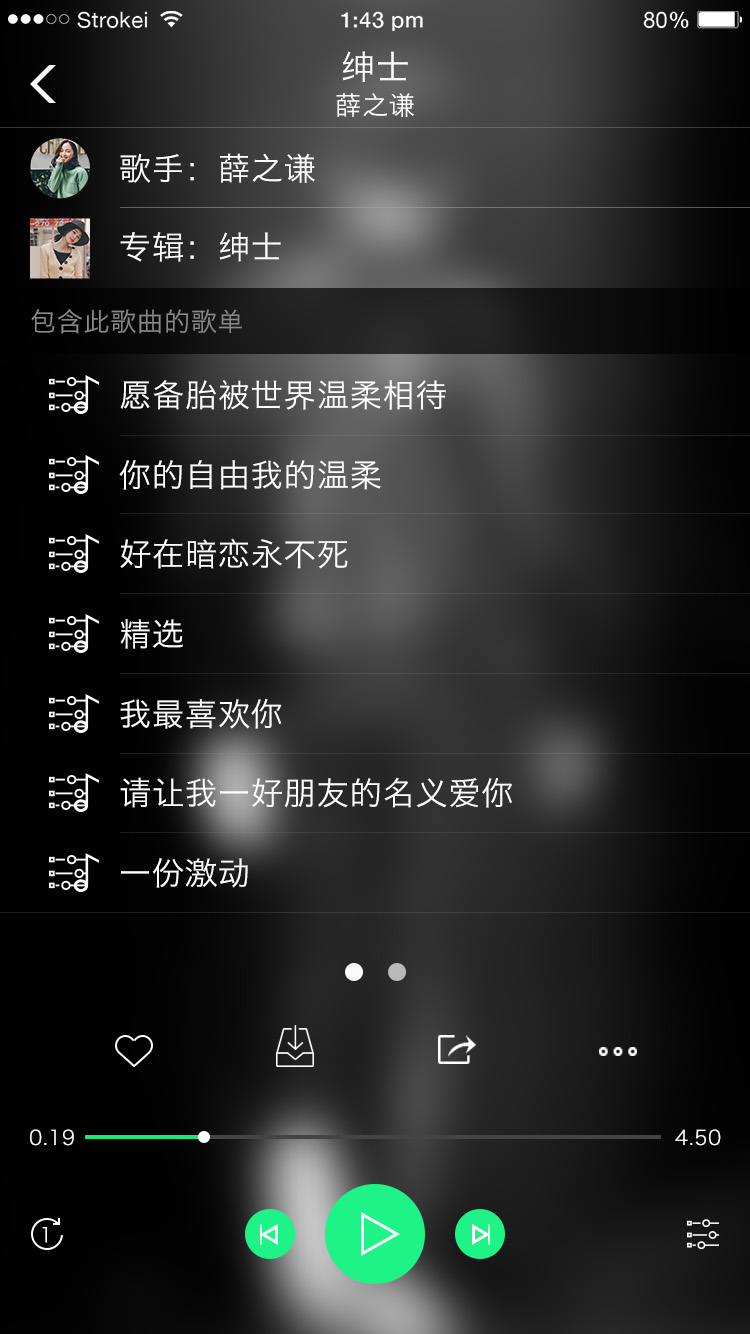 Strokei 1:43 pm 80%
绅士
薛之谦
歌手：薛之谦
专辑：绅士
包含此歌曲的歌单
愿备胎被世界温柔相待
你的自由我的温柔
好在暗恋永不死
精选
我最喜欢你
请让我一好朋友的名义爱你
一份激动
0.19 4.50
1